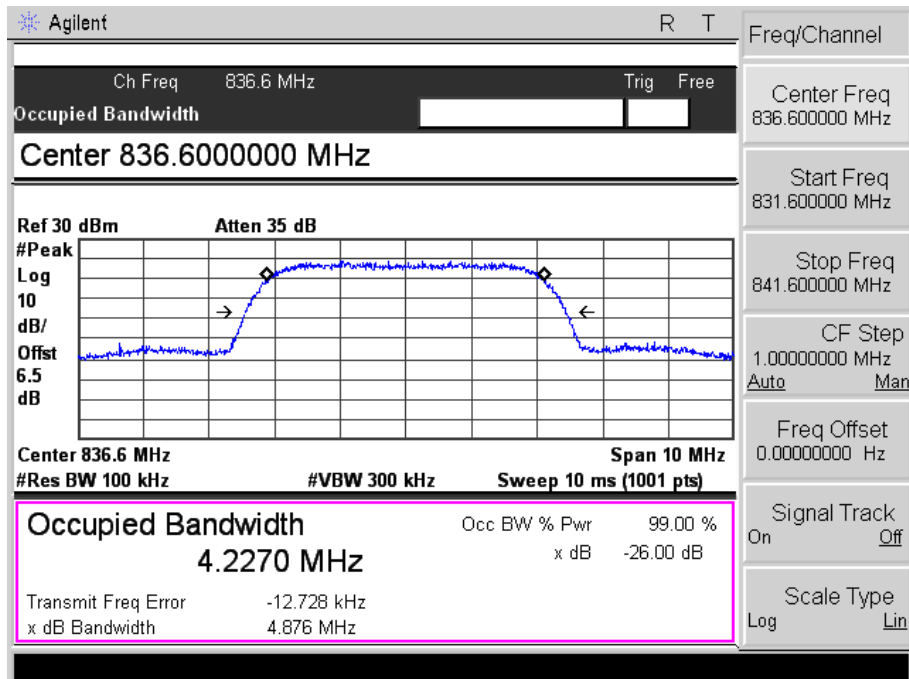 Agilent R T
Ch Freq 836.6 MHz Trig Free
Occupied Bandwidth
Center 836.6000000 MHz
Ref 30 dBm Atten 35 dB
#Peak
Log
10
dB/
Offst
6.5
dB
Center 836.6 MHz Span 10 MHz
#Res BW 100 kHz #VBW 300 kHz Sweep 10 ms (1001 pts)
Occupied Bandwidth
4.2270 MHz
Occ BW % Pwr 99.00 %
x dB -26.00 dB
Transmit Freq Error -12.728 kHz
x dB Bandwidth 4.876 MHz
Freq/Channel
Center Freq
836.600000 MHz
Start Freq
831.600000 MHz
Stop Freq
841.600000 MHz
CF Step
1.00000000 MHz
Auto Man
Freq Offset
0.00000000 Hz
Signal Track
On Off
Scale Type
Log Lin